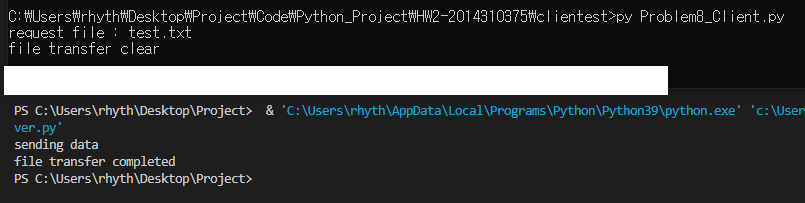 C:₩Users₩rhyth₩Desktop₩Project₩Code₩Python_Project₩HW2-2014310375₩clientest>py Problem8_Client.py
request file : test.txt
file transfer clear
PS C:\Users\rhyth\Desktop\Project>  & 'C:\Users\rhyth\AppData\Local\Programs\Python\Python39\python.exe' 'c:\User
ver.py'
sending data
file transfer completed
PS C:\Users\rhyth\Desktop\Project>